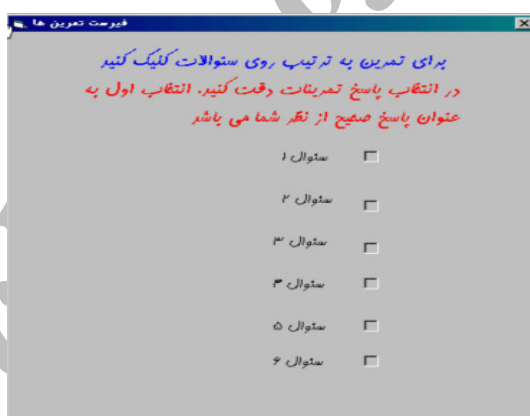 فهرست تمرین ها
برای تمرین به ترتیب روی سئوالات کلیک کنید
در انتخاب پاسخ تمرینات دقت کنید. انتخاب اول به
عنوان پاسخ صحیح از نظر شما می باشد
سئوال ۱
سئوال ۲
سئوال ۳
سئوال ۴
سئوال ۵
سئوال ۶